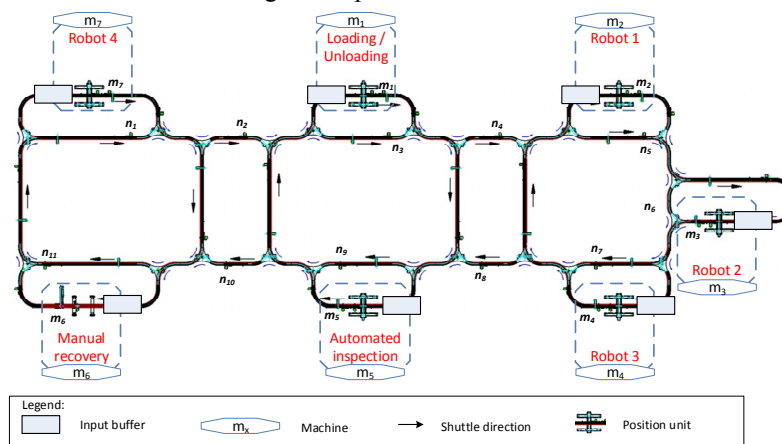 m7 m1 m2
Robot 4 Loading / Robot 1
Unloading
m7 m1 m2
n1 n2 n3 n4 n5
n6
m3
n11 n10 n9 n8 n7
Robot 2
m3
m6 m5 m4
Manual Automated Robot 3
recovery inspection
m6 m5 m4
Legend:
Input buffer mx Machine Shuttle direction Position unit